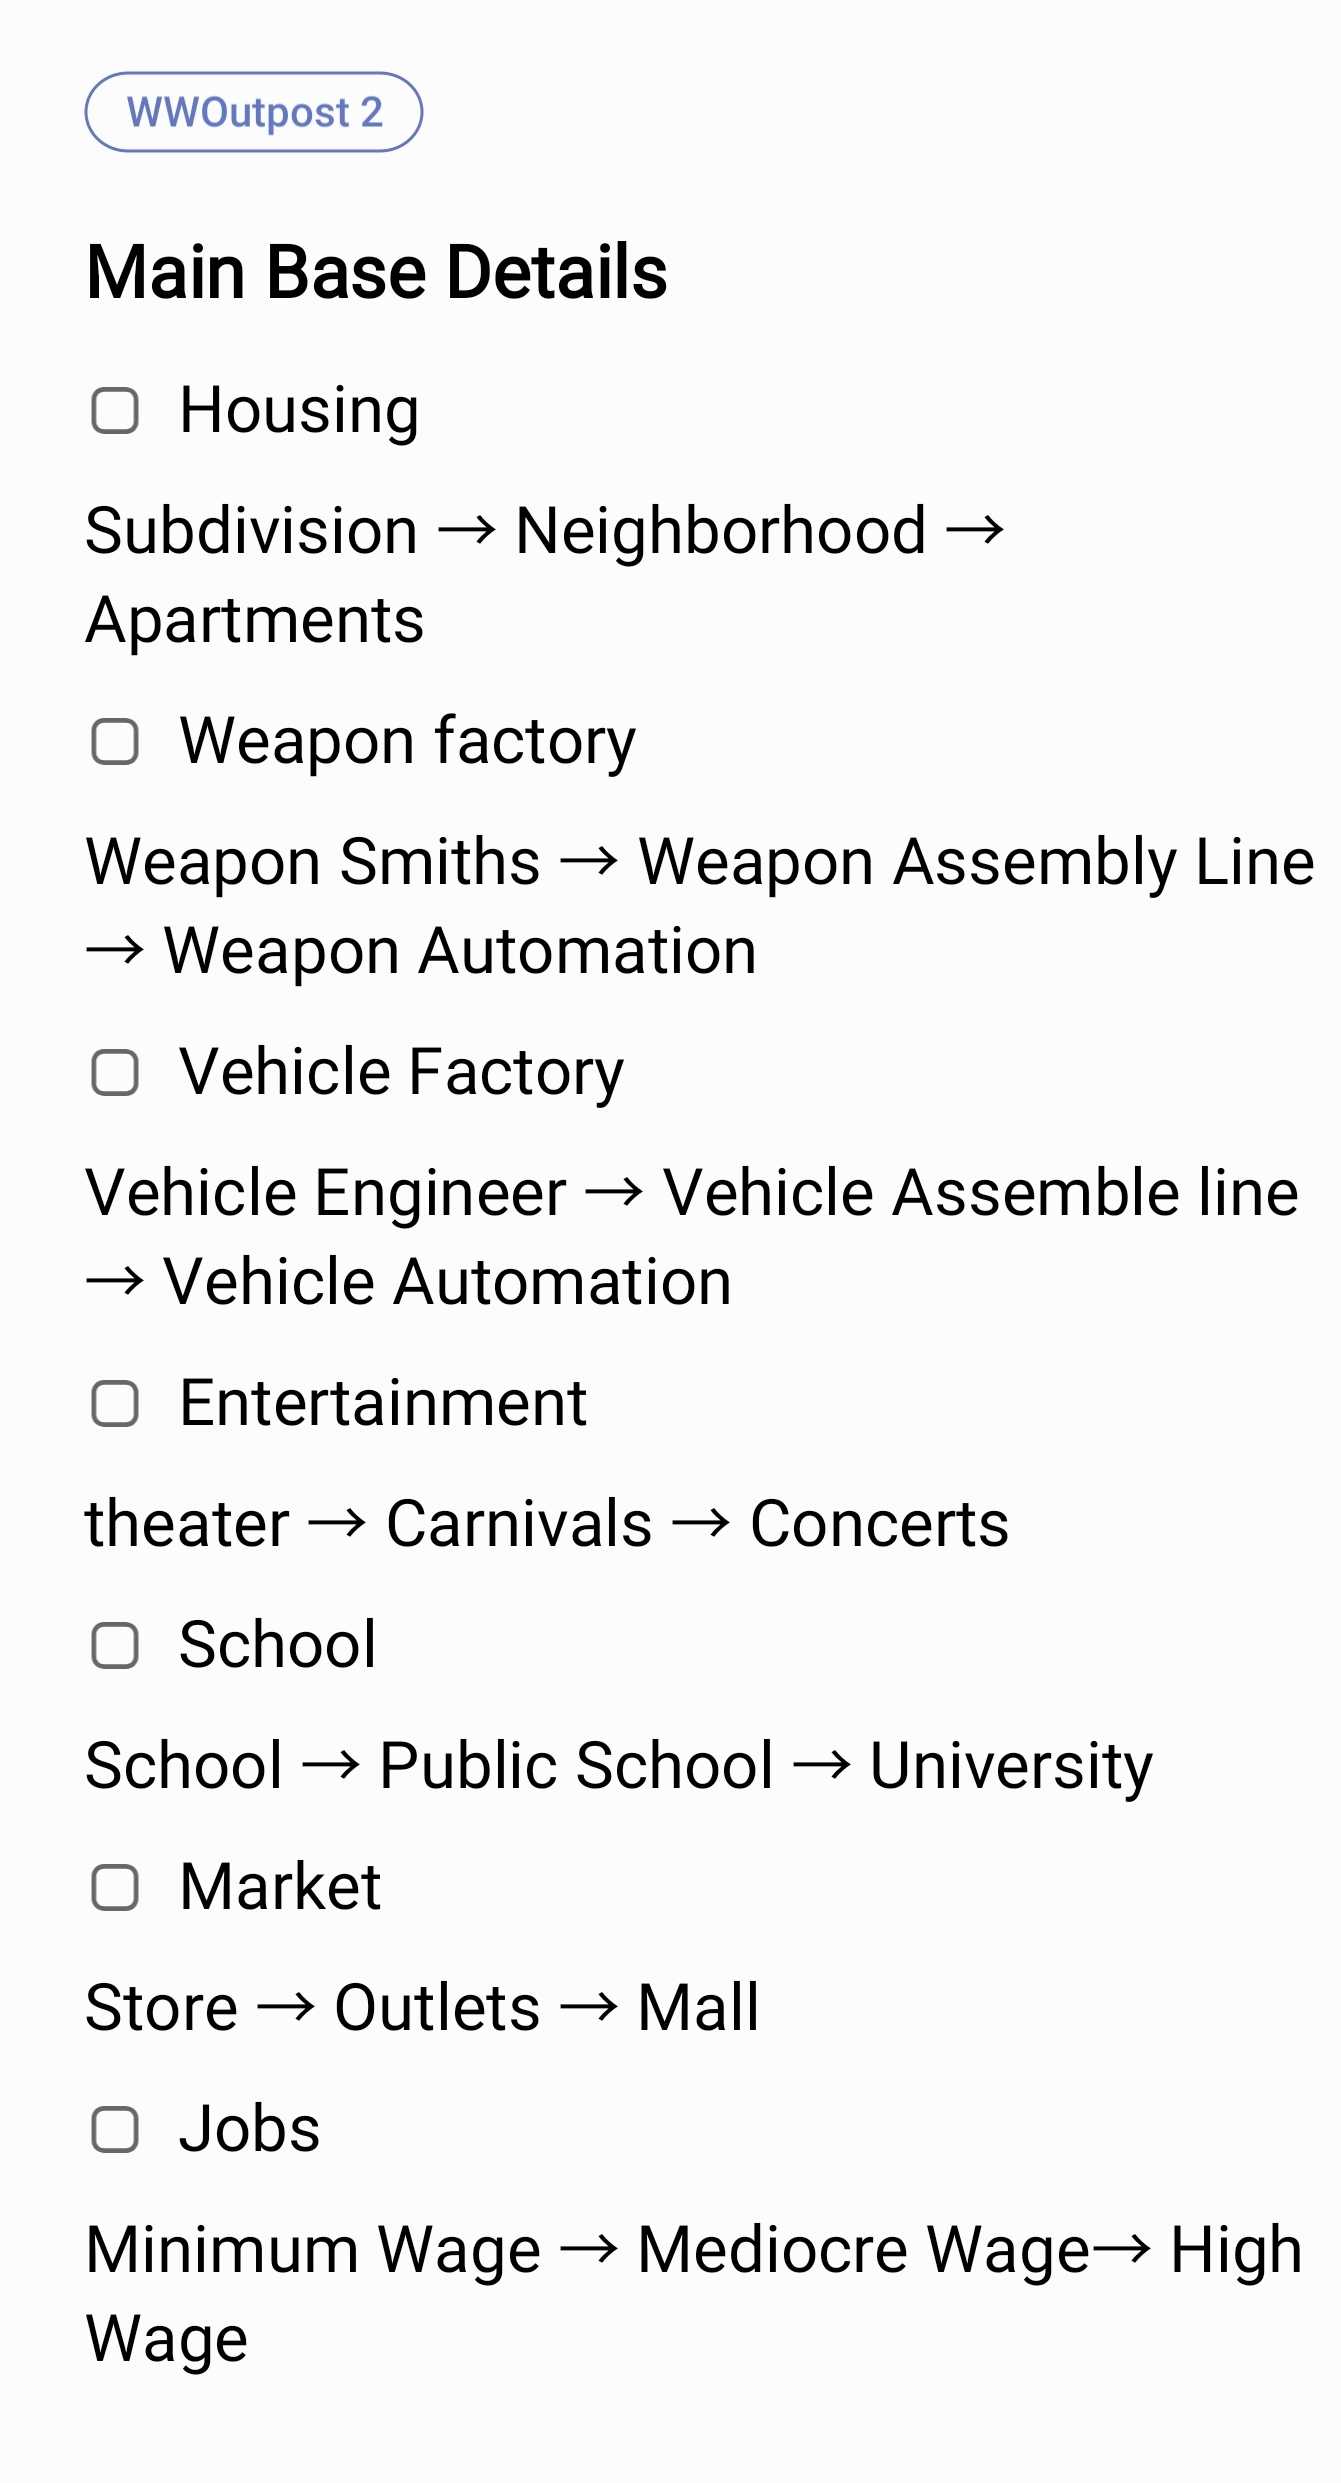 WWOutpost 2
Main Base Details
Housing
Subdivision → Neighborhood →
Apartments
Weapon factory
Weapon Smiths → Weapon Assembly Line
→ Weapon Automation
Vehicle Factory
Vehicle Engineer → Vehicle Assemble line
→ Vehicle Automation
Entertainment
theater → Carnivals → Concerts
School
School → Public School → University
Market
Store → Outlets → Mall
Jobs
Minimum Wage → Mediocre Wage→ High
Wage